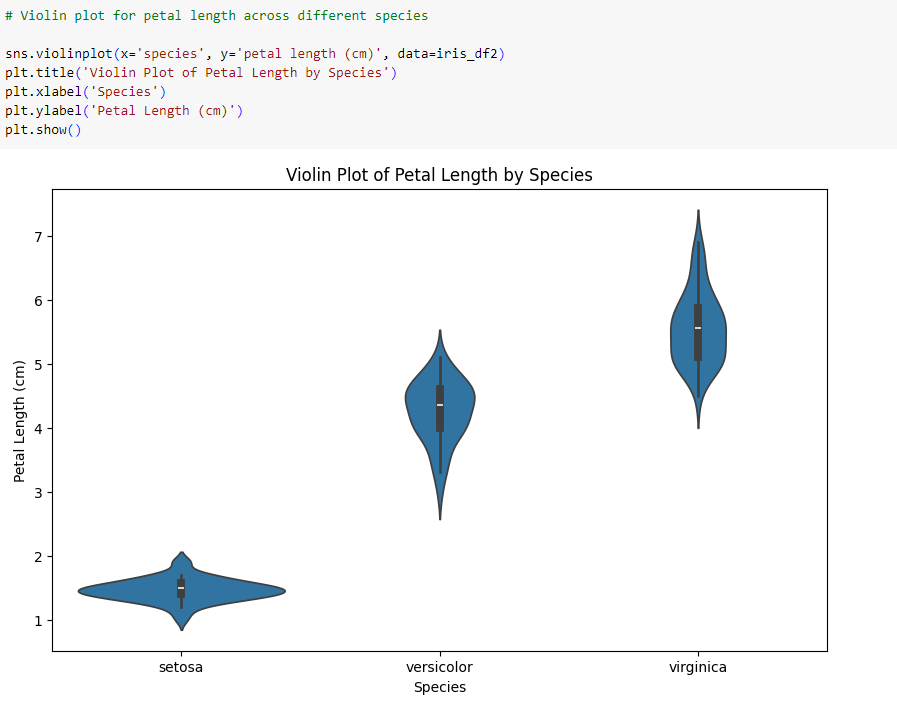 # Violin plot for petal length across different species
sns.violinplot(x='species', y='petal length (cm)', data=iris_df2)
plt.title('Violin Plot of Petal Length by Species')
plt.xlabel('Species')
plt.ylabel('Petal Length (cm)')
plt.show()
Violin Plot of Petal Length by Species
Petal Length (cm)
7
6
5
4
3
2
1
setosa versicolor virginica
Species